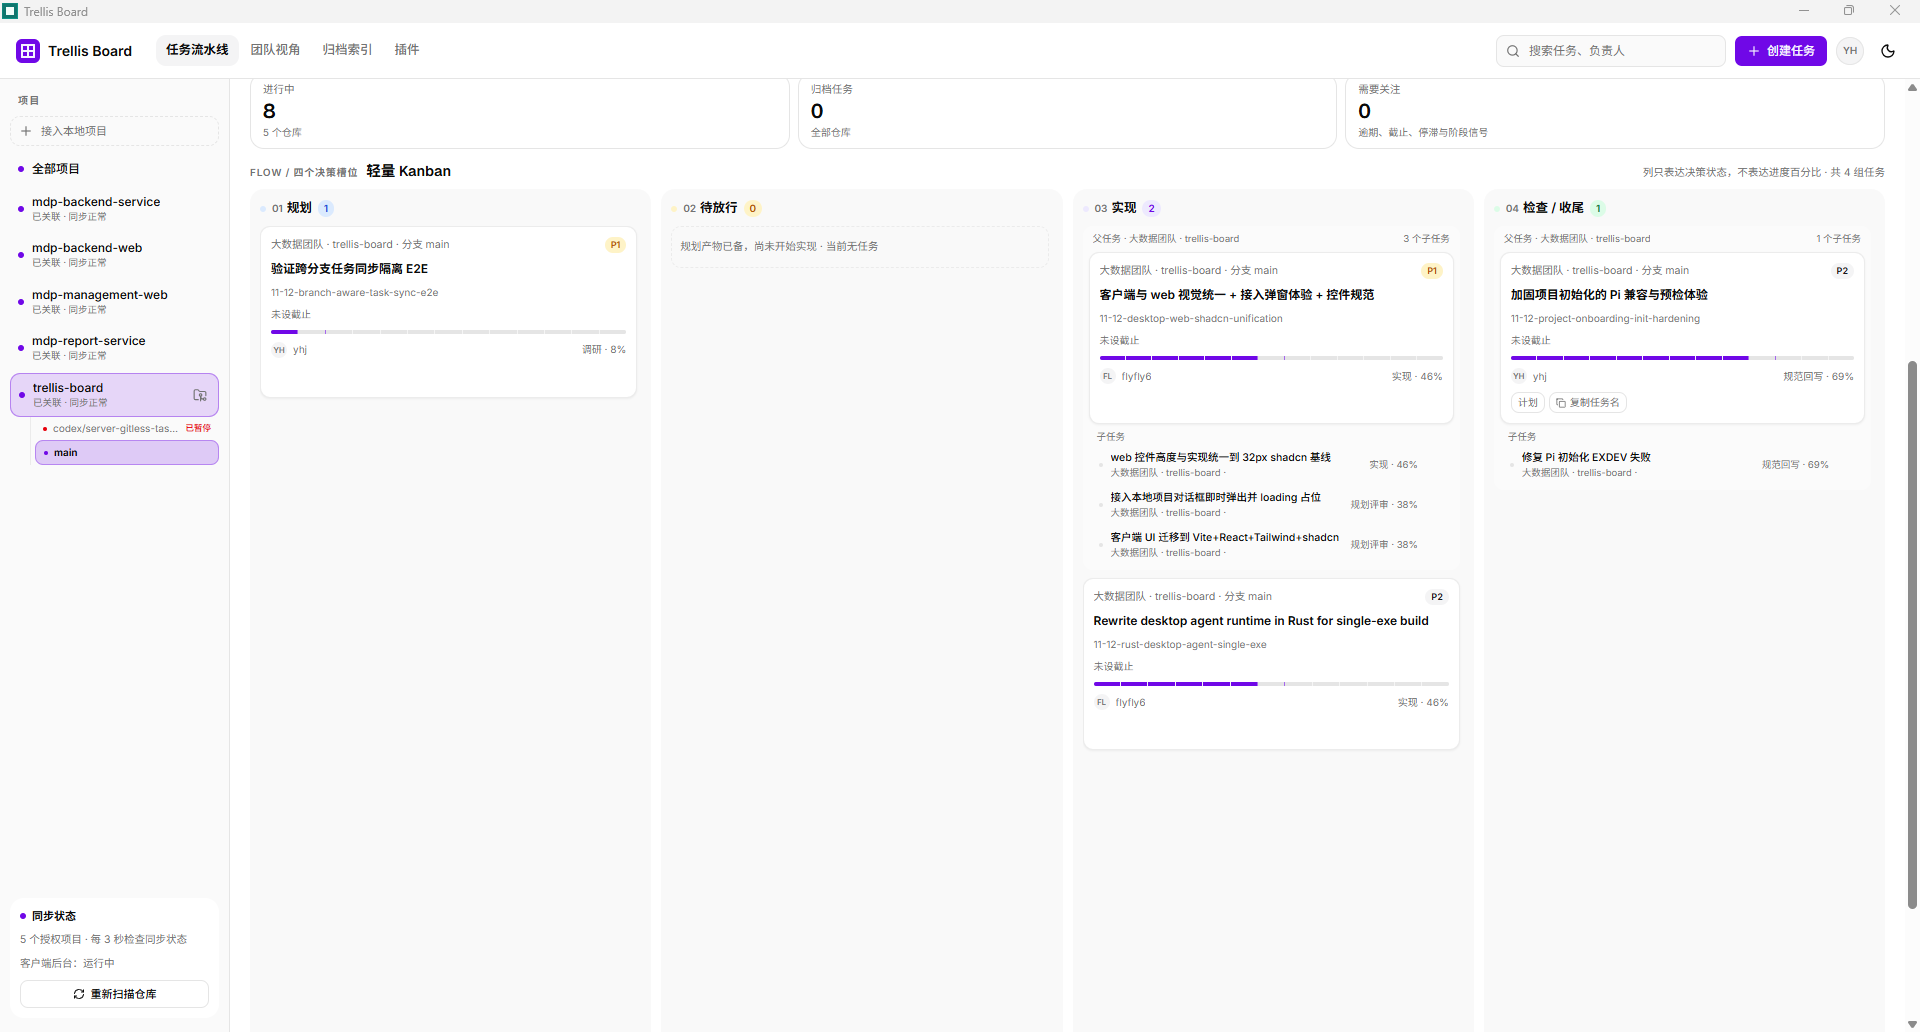 Trellis Board
Trellis Board
任务流水线
团队视角
归档索引
插件
搜索任务、负责人
创建任务
YH
项目
接入本地项目
全部项目
mdp-backend-service
已关联 · 同步正常
mdp-backend-web
已关联 · 同步正常
mdp-management-web
已关联 · 同步正常
mdp-report-service
已关联 · 同步正常
trellis-board
已关联 · 同步正常
codex/server-gitless-tas... 已暂停
main
同步状态
5 个授权项目 · 每 3 秒检查同步状态
客户端后台：运行中
重新扫描仓库
进行中
8
5 个仓库
归档任务
0
全部仓库
需要关注
0
逾期、截止、停滞与阶段信号
FLOW / 四个决策槽位 轻量 Kanban
列只表达决策状态，不表达进度百分比 · 共 4 组任务
01 规划 1
大数据团队 · trellis-board · 分支 main P1
验证跨分支任务同步隔离 E2E
11-12-branch-aware-task-sync-e2e
未设截止
YH yhj 调研 · 8%
02 待放行 0
规划产物已备，尚未开始实现 · 当前无任务
03 实现 2
父任务 · 大数据团队 · trellis-board 3 个子任务
大数据团队 · trellis-board · 分支 main P1
客户端与 web 视觉统一 + 接入弹窗体验 + 控件规范
11-12-desktop-web-shadcn-unification
未设截止
FL flyfly6 实现 · 46%
子任务
web 控件高度与实现统一到 32px shadcn 基线
大数据团队 · trellis-board ·
实现 · 46%
接入本地项目对话框即时弹出并 loading 占位
大数据团队 · trellis-board ·
规划评审 · 38%
客户端 UI 迁移到 Vite+React+Tailwind+shadcn
大数据团队 · trellis-board ·
规划评审 · 38%
大数据团队 · trellis-board · 分支 main P2
Rewrite desktop agent runtime in Rust for single-exe build
11-12-rust-desktop-agent-single-exe
未设截止
FL flyfly6 实现 · 46%
04 检查 / 收尾 1
父任务 · 大数据团队 · trellis-board 1 个子任务
大数据团队 · trellis-board · 分支 main P2
加固项目初始化的 Pi 兼容与预检体验
11-12-project-onboarding-init-hardening
未设截止
YH yhj 规范回写 · 69%
计划 复制任务名
子任务
修复 Pi 初始化 EXDEV 失败
大数据团队 · trellis-board ·
规范回写 · 69%